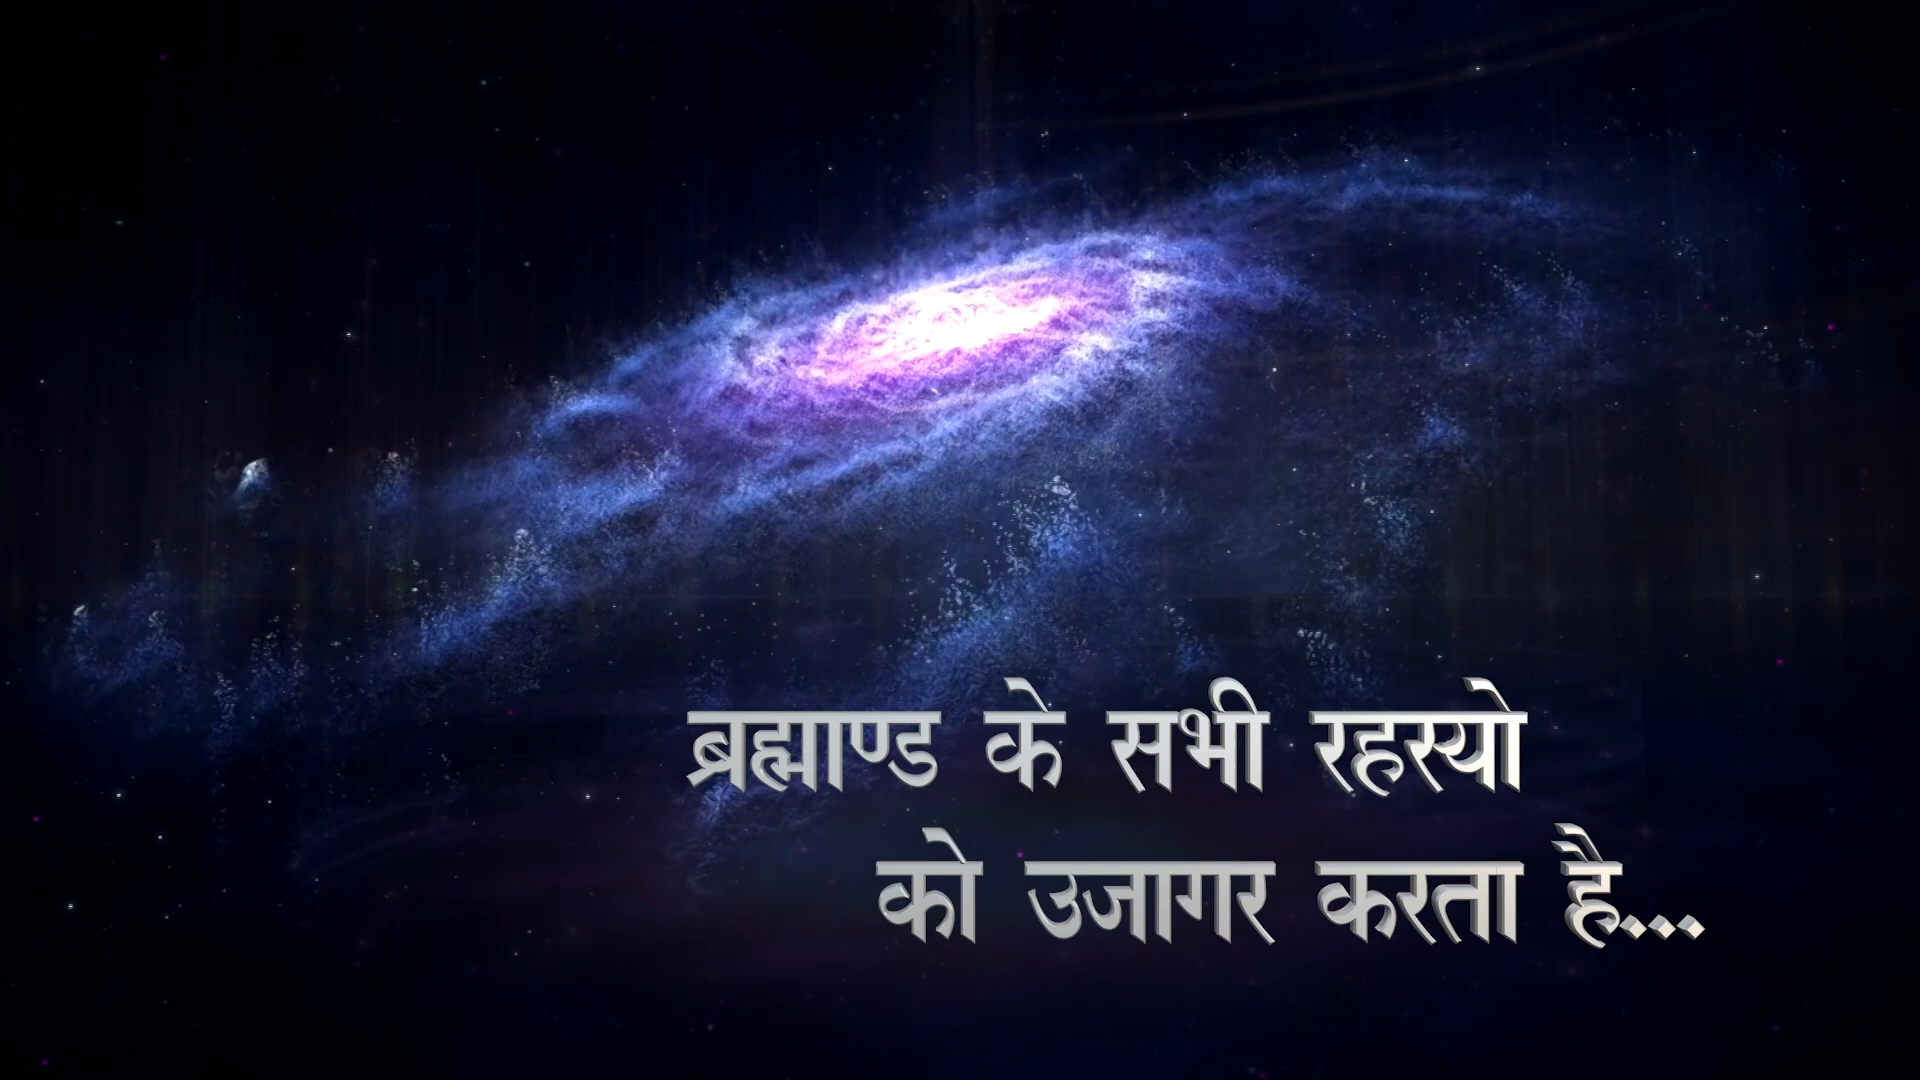 ब्रह्माण्ड के सभी रहस्यो
को उजागर करता है...